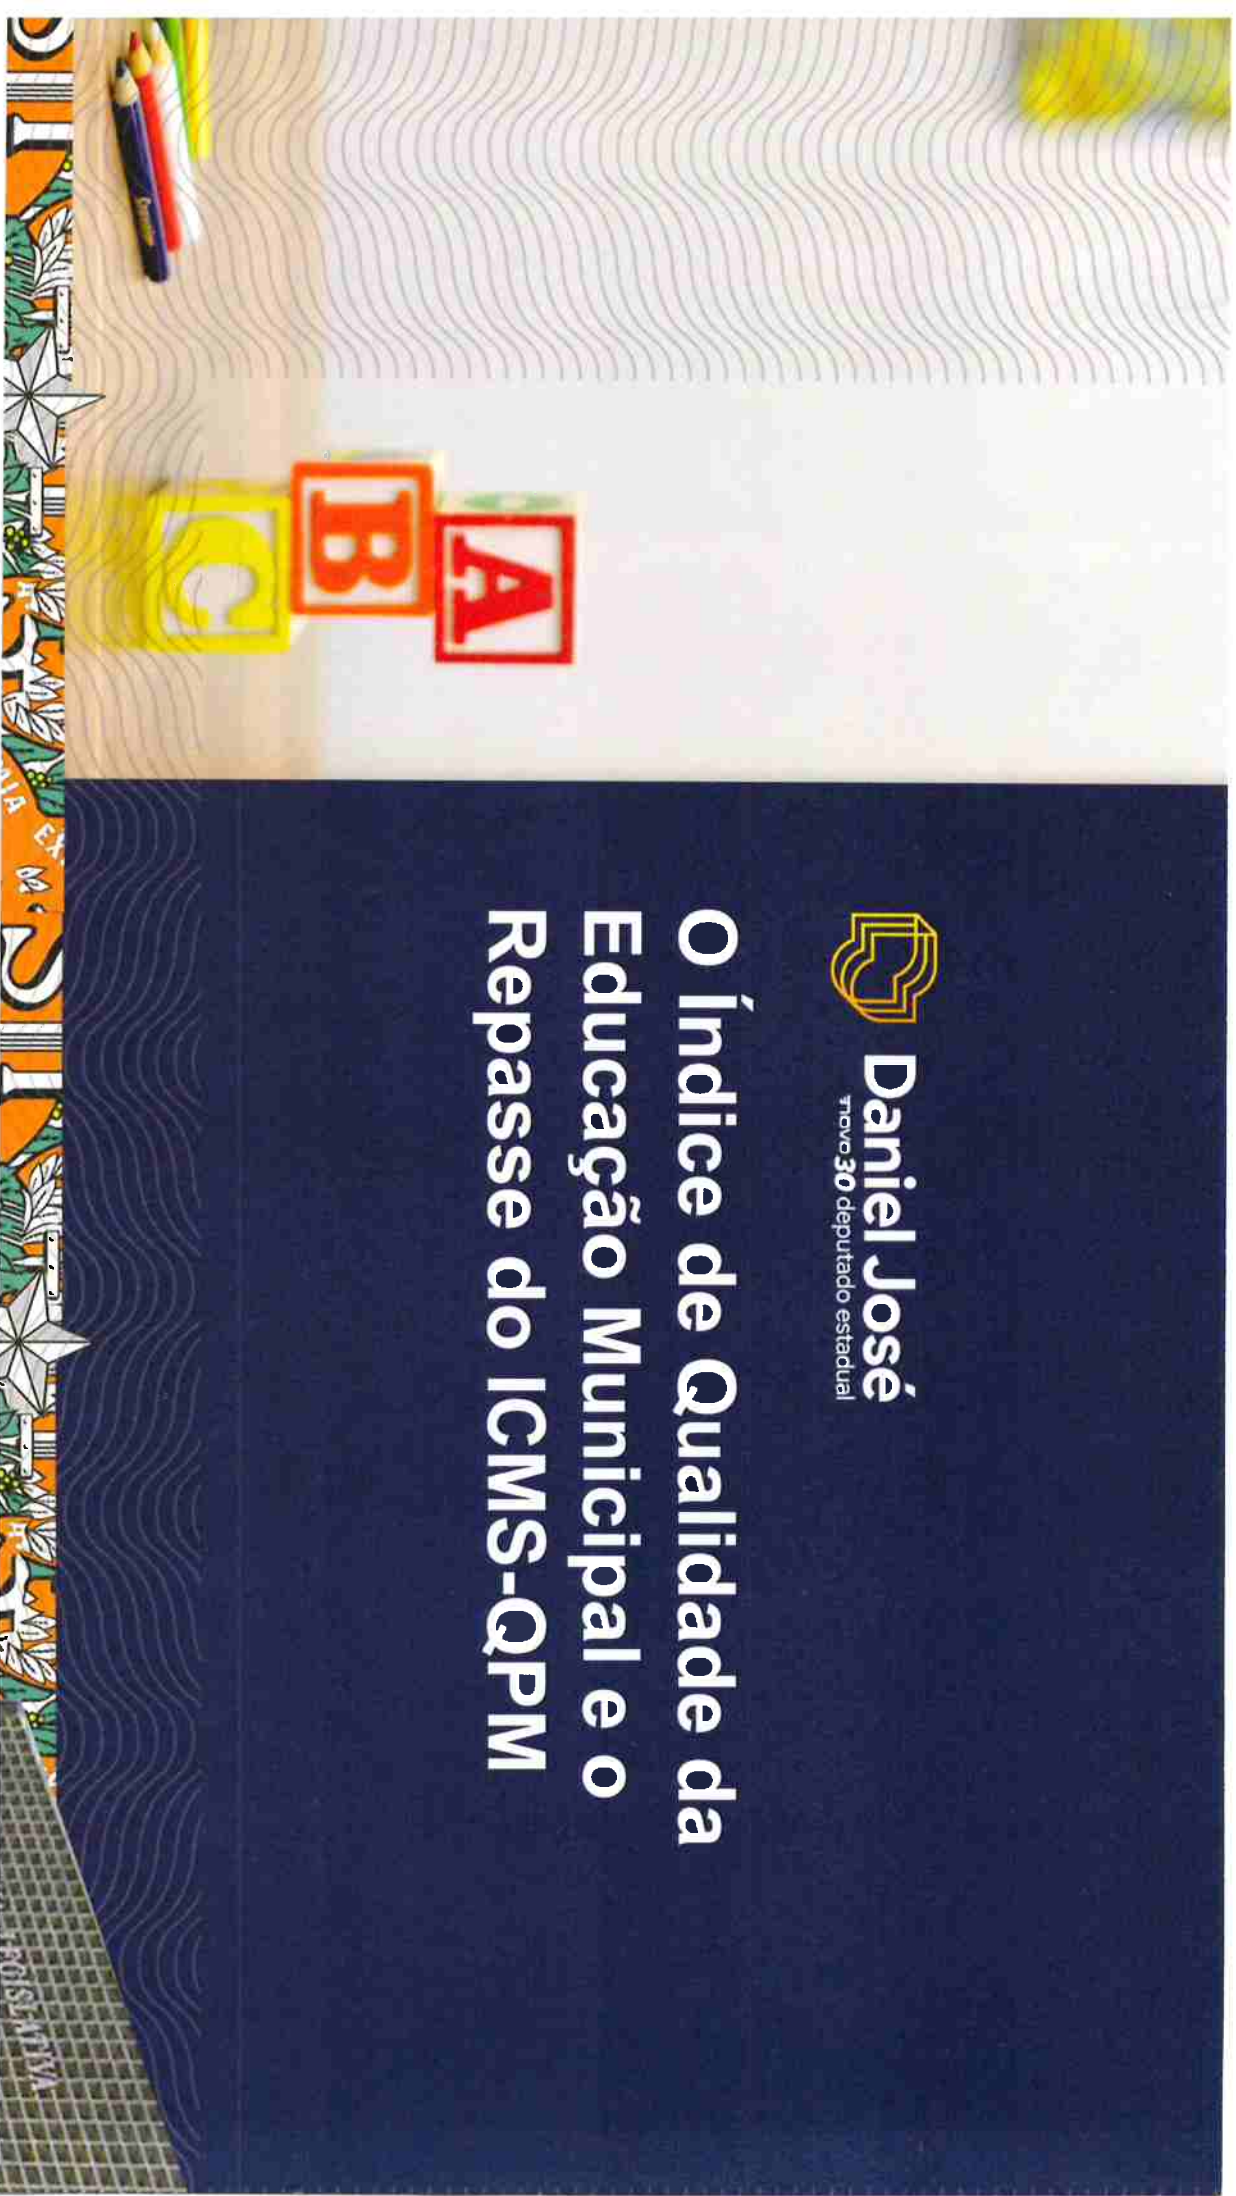 Daniel José
novo 30 deputado estadual
O Índice de Qualidade da
Educação Municipal e o
Repasse do ICMS-QPM
A
B
C